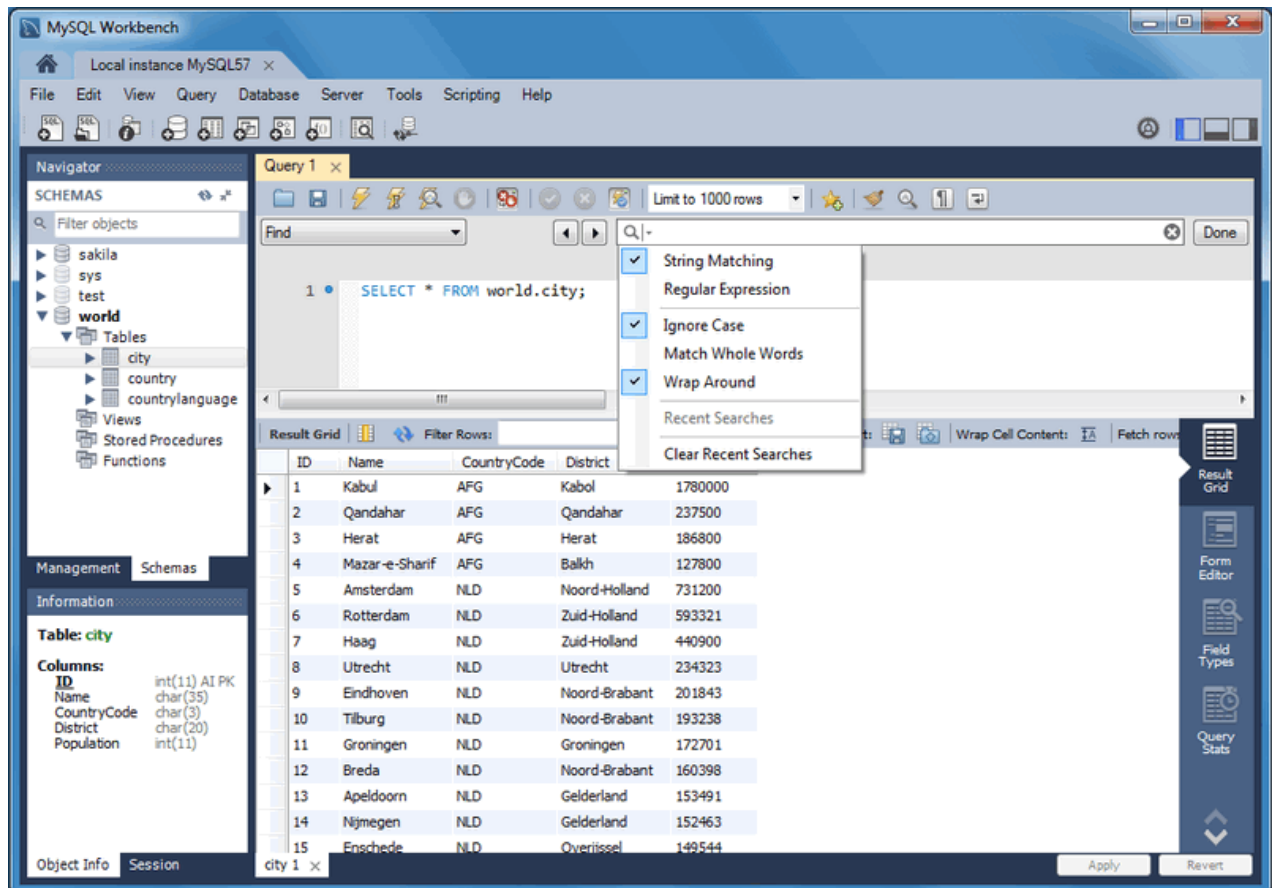 MySQL Workbench
Local instance MySQL57
File Edit View Query Database Server Tools Scripting Help
Navigator
SCHEMAS
Filter objects
sakila
sys
test
world
Tables
city
country
countrylanguage
Views
Stored Procedures
Functions
Management Schemas
Information
Table: city
Columns:
ID int(11) AI PK
Name char(35)
CountryCode char(3)
District char(20)
Population int(11)
Object Info Session
Query 1
Limit to 1000 rows
Find Done
1 SELECT * FROM world.city;
String Matching
Regular Expression
Ignore Case
Match Whole Words
Wrap Around
Recent Searches
Clear Recent Searches
Result Grid Filter Rows: Wrap Cell Content: Fetch rows
ID Name CountryCode District
1 Kabul AFG Kabol 1780000
2 Qandahar AFG Qandahar 237500
3 Herat AFG Herat 186800
4 Mazar-e-Sharif AFG Balkh 127800
5 Amsterdam NLD Noord-Holland 731200
6 Rotterdam NLD Zuid-Holland 593321
7 Haag NLD Zuid-Holland 440900
8 Utrecht NLD Utrecht 234323
9 Eindhoven NLD Noord-Brabant 201843
10 Tilburg NLD Noord-Brabant 193238
11 Groningen NLD Groningen 172701
12 Breda NLD Noord-Brabant 160398
13 Apeldoorn NLD Gelderland 153491
14 Nijmegen NLD Gelderland 152463
15 Enschede NLD Overijssel 149544
Result
Grid
Form
Editor
Field
Types
Query
Stats
city 1
Apply Revert